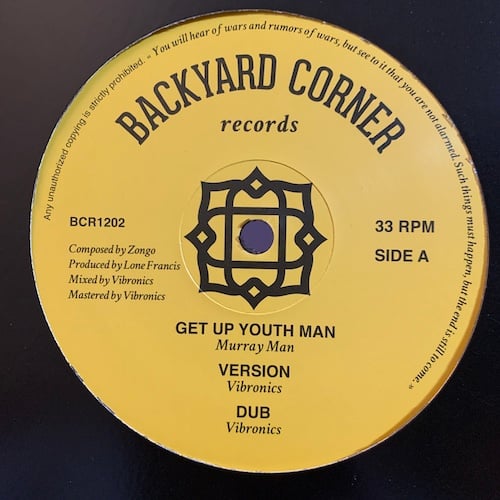 Any unauthorized copying is strictly prohibited. « You will hear of wars and rumors of wars, but see to it that you are not alarmed. Such things must happen, but the end is still to come. »
BACKYARD CORNER
records
BCR1202
33 RPM
SIDE A
Composed by Zongo
Produced by Lone Francis
Mixed by Vibronics
Mastered by Vibronics
GET UP YOUTH MAN
Murray Man
VERSION
Vibronics
DUB
Vibronics